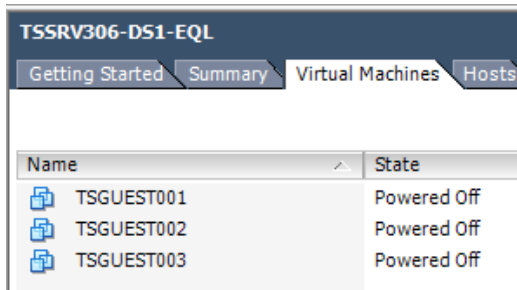 TSSRV306-DS1-EQL
Getting Started Summary Virtual Machines Hosts
Name State
TSGUEST001 Powered Off
TSGUEST002 Powered Off
TSGUEST003 Powered Off